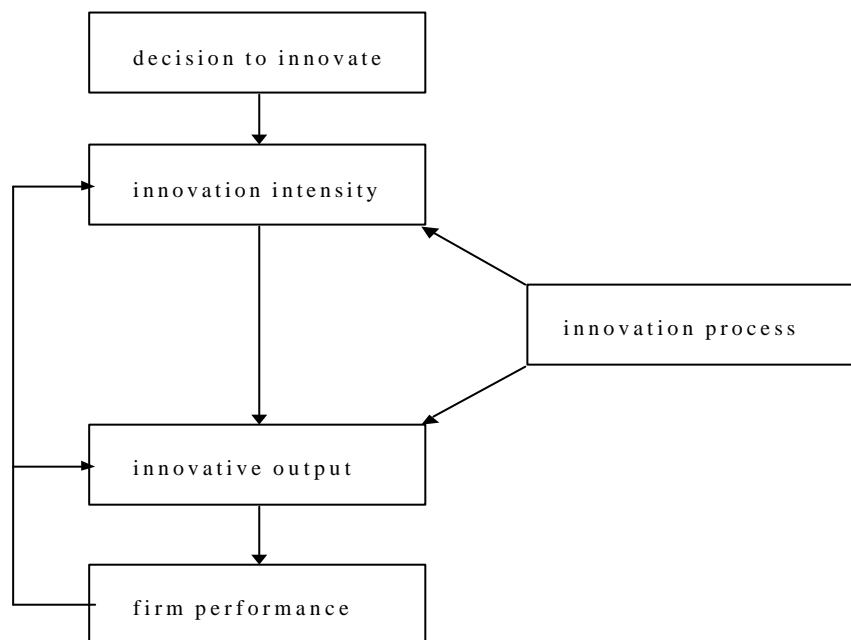 decision to innovate
innovation intensity
innovation process
innovative output
firm performance